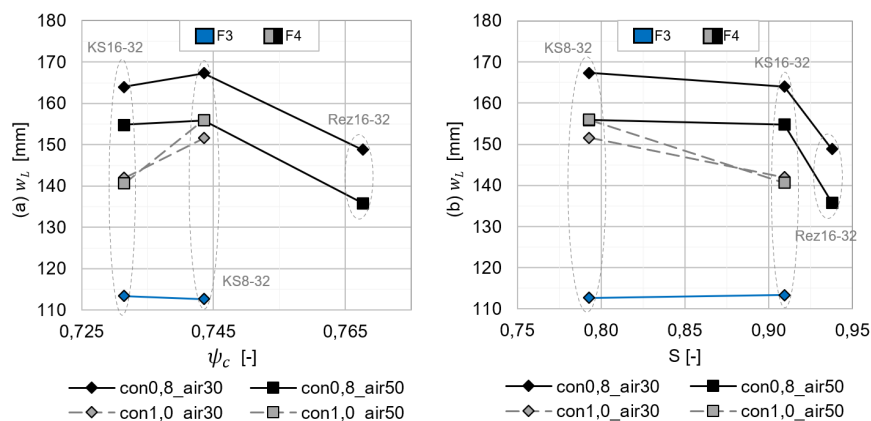 F3 F4
180
170
160
150
140
130
120
110
(a) w_L [mm]
KS16-32
Rez16-32
KS8-32
0,725 0,745 0,765
ψ_c [-]
con0,8_air30 con0,8_air50
con1,0_air30 con1,0_air50
F3 F4
180
170
160
150
140
130
120
110
(b) w_L [mm]
KS8-32
KS16-32
Rez16-32
0,75 0,80 0,85 0,90 0,95
S [-]
con0,8_air30 con0,8_air50
con1,0_air30 con1,0_air50